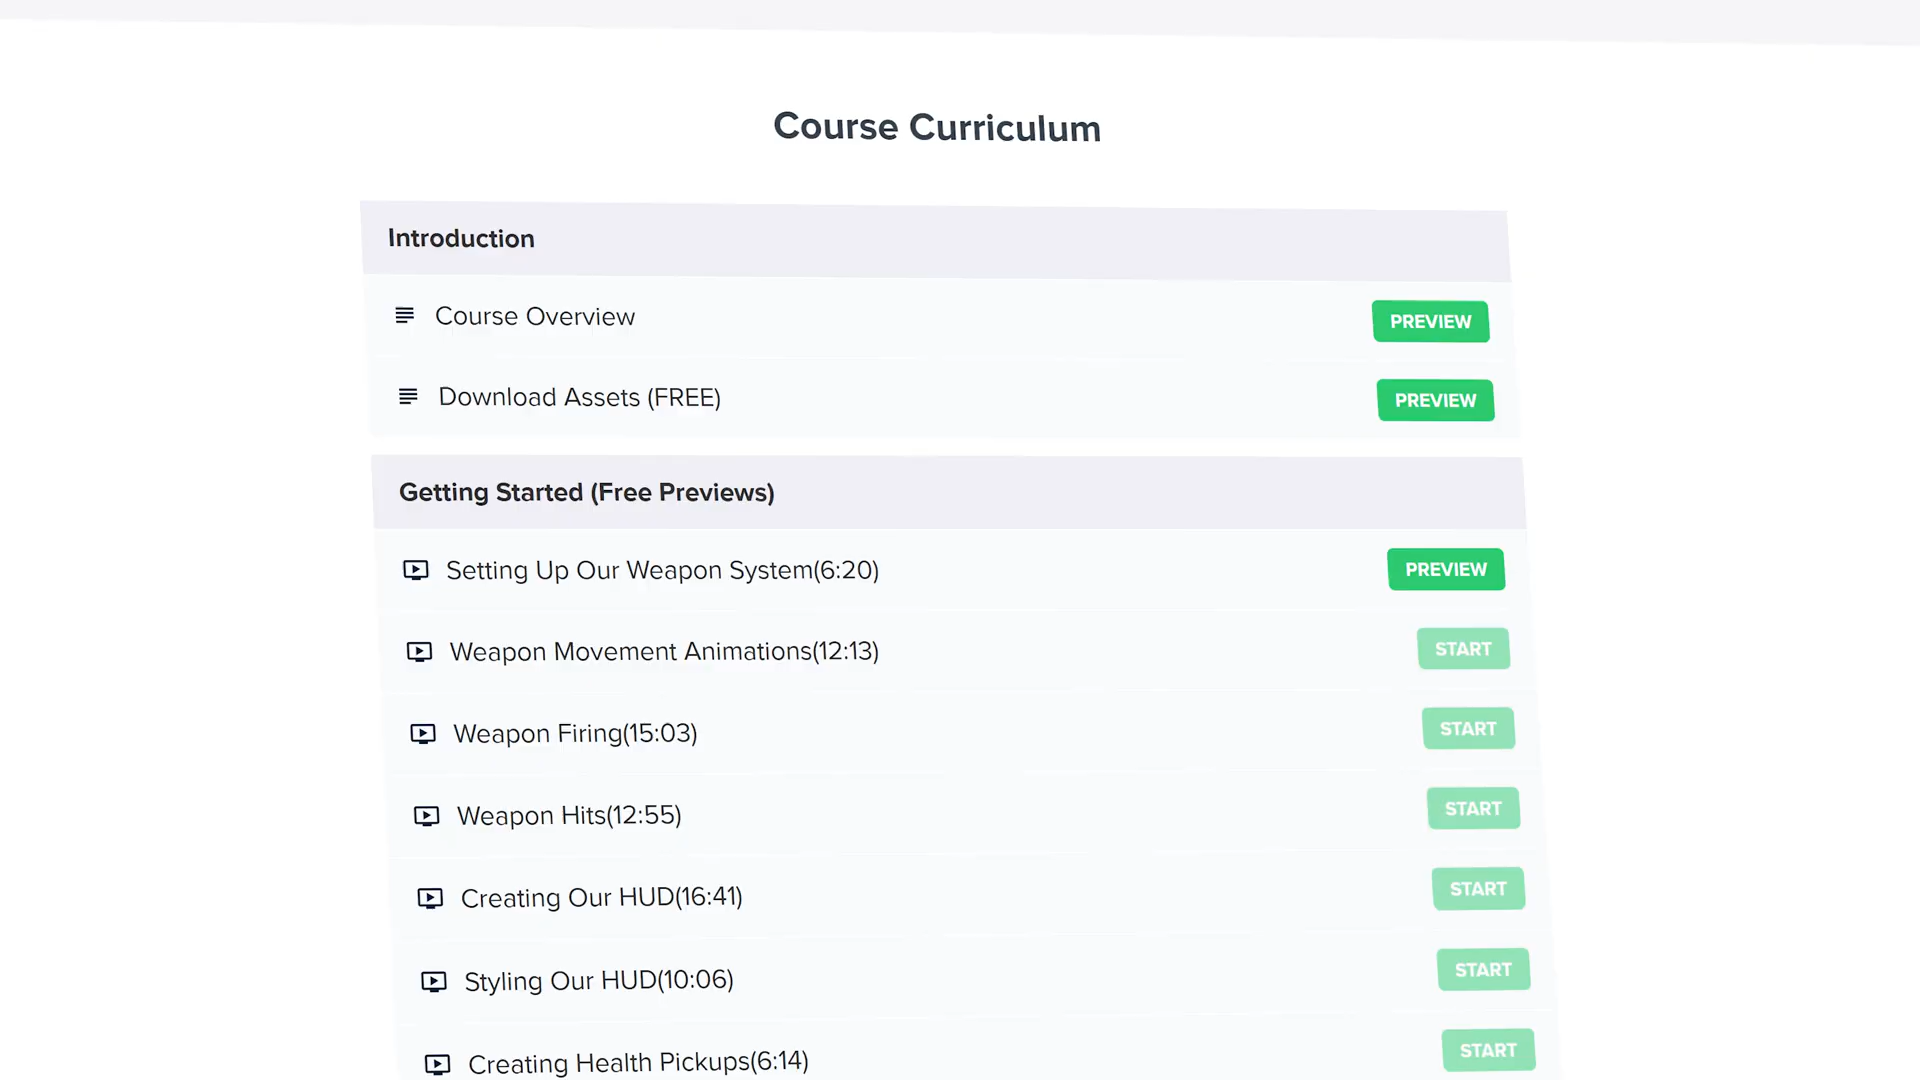 Course Curriculum
Introduction
Course Overview
PREVIEW
Download Assets (FREE)
PREVIEW
Getting Started (Free Previews)
Setting Up Our Weapon System(6:20)
PREVIEW
Weapon Movement Animations(12:13)
START
Weapon Firing(15:03)
START
Weapon Hits(12:55)
START
Creating Our HUD(16:41)
START
Styling Our HUD(10:06)
START
Creating Health Pickups(6:14)
START